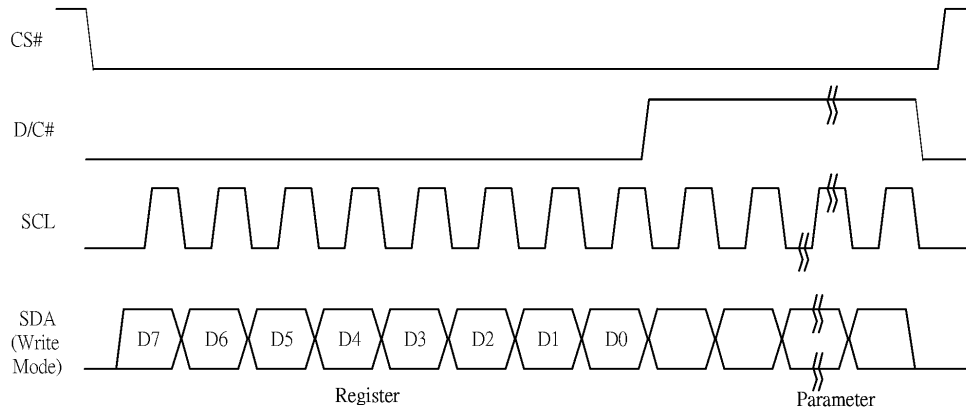 CS#
D/C#
SCL
SDA
(Write
Mode)
D7 D6 D5 D4 D3 D2 D1 D0
Register Parameter